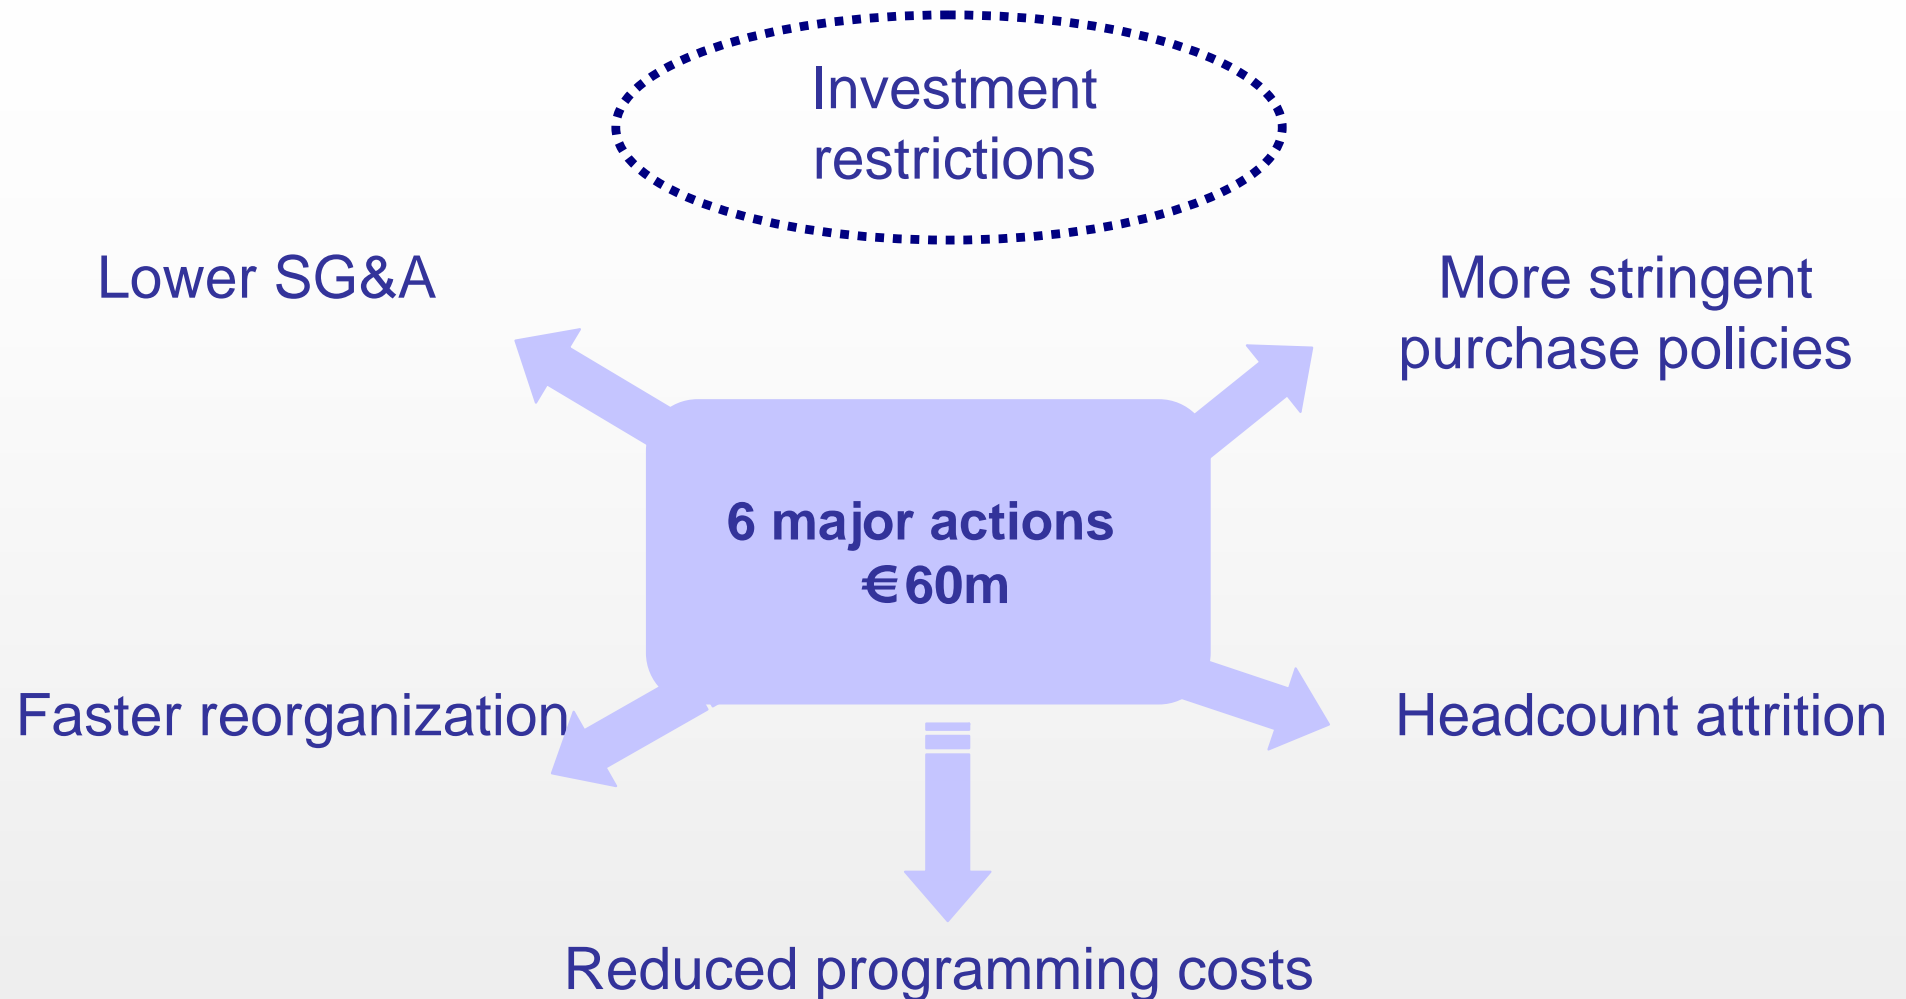 Investment
restrictions
Lower SG&A
More stringent
purchase policies
6 major actions
€60m
Faster reorganization
Headcount attrition
Reduced programming costs